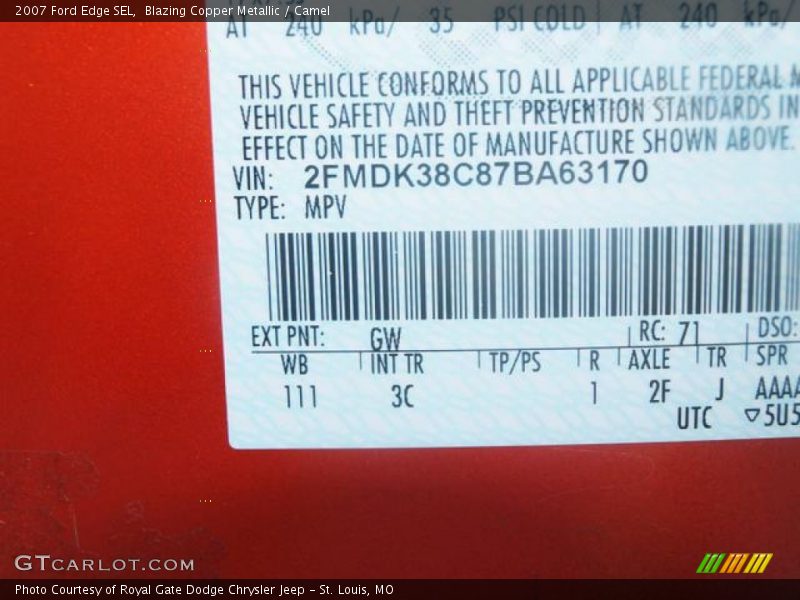 2007 Ford Edge SEL, Blazing Copper Metallic / Camel
AT 240 kPa/ 35 PSI COLD AT 240 kPa/
THIS VEHICLE CONFORMS TO ALL APPLICABLE FEDERAL M
VEHICLE SAFETY AND THEFT PREVENTION STANDARDS IN
EFFECT ON THE DATE OF MANUFACTURE SHOWN ABOVE.
VIN: 2FMDK38C87BA63170
TYPE: MPV
EXT PNT: GW RC: 71 DSO:
WB INT TR TP/PS R AXLE TR SPR
111 3C 1 2F J AAAA
UTC ▽5U5
GTCARLOT.COM
Photo Courtesy of Royal Gate Dodge Chrysler Jeep - St. Louis, MO